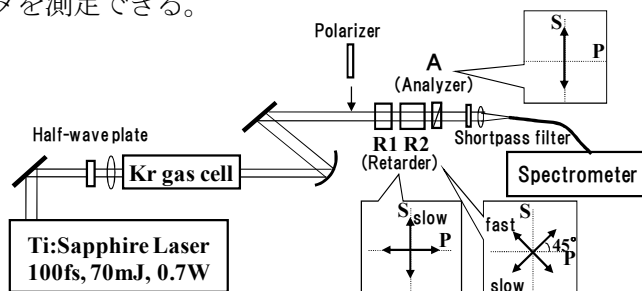 メを測定できる。
Polarizer
A
(Analyzer)
S
P
Half-wave plate
Kr gas cell
R1 R2
(Retarder)
Shortpass filter
Spectrometer
Ti:Sapphire Laser
100fs, 70mJ, 0.7W
S
slow
P
S
fast
45°
P
slow